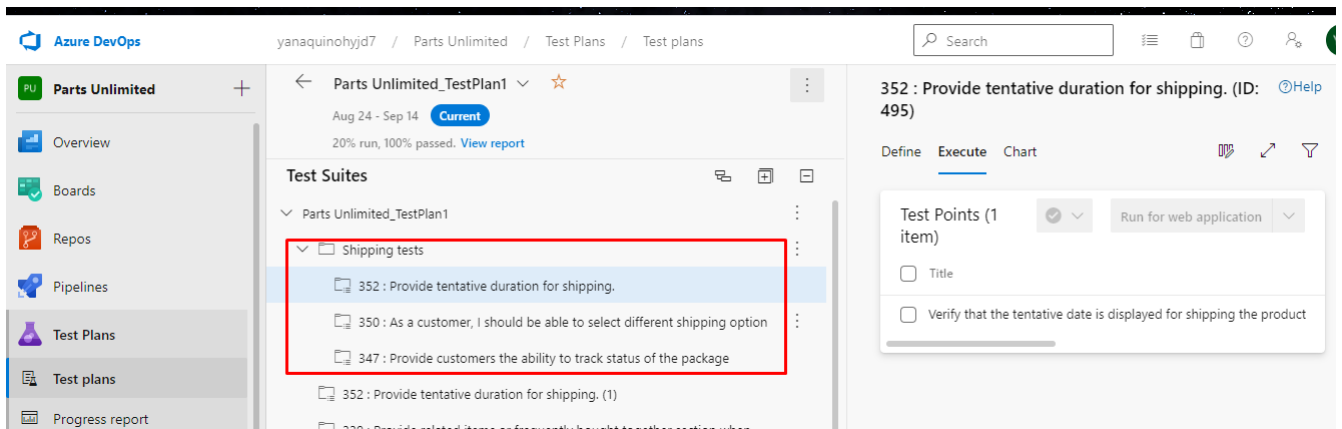 Azure DevOps
yanaquinohyjd7 / Parts Unlimited / Test Plans / Test plans
Search
PU Parts Unlimited
Overview
Boards
Repos
Pipelines
Test Plans
Test plans
Progress report
Parts Unlimited_TestPlan1
Aug 24 - Sep 14 Current
20% run, 100% passed. View report
Test Suites
Parts Unlimited_TestPlan1
Shipping tests
352 : Provide tentative duration for shipping.
350 : As a customer, I should be able to select different shipping option
347 : Provide customers the ability to track status of the package
352 : Provide tentative duration for shipping. (1)
352 : Provide tentative duration for shipping. (ID:
495)
Help
Define Execute Chart
Test Points (1
item)
Run for web application
Title
Verify that the tentative date is displayed for shipping the product